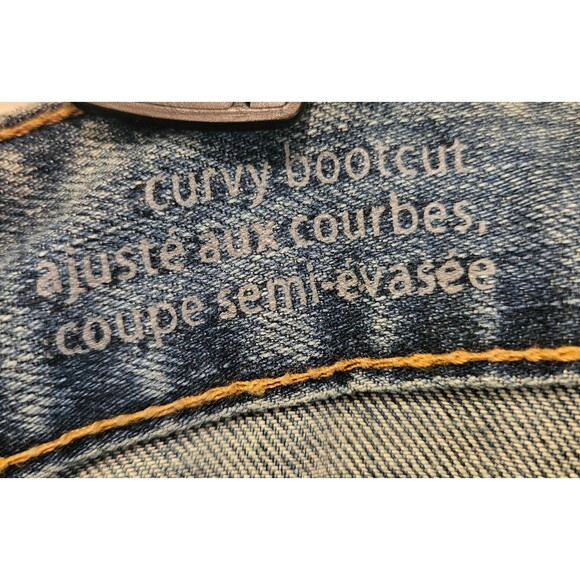 curvy bootcut
ajusté aux courbes,
coupe semi-évasée